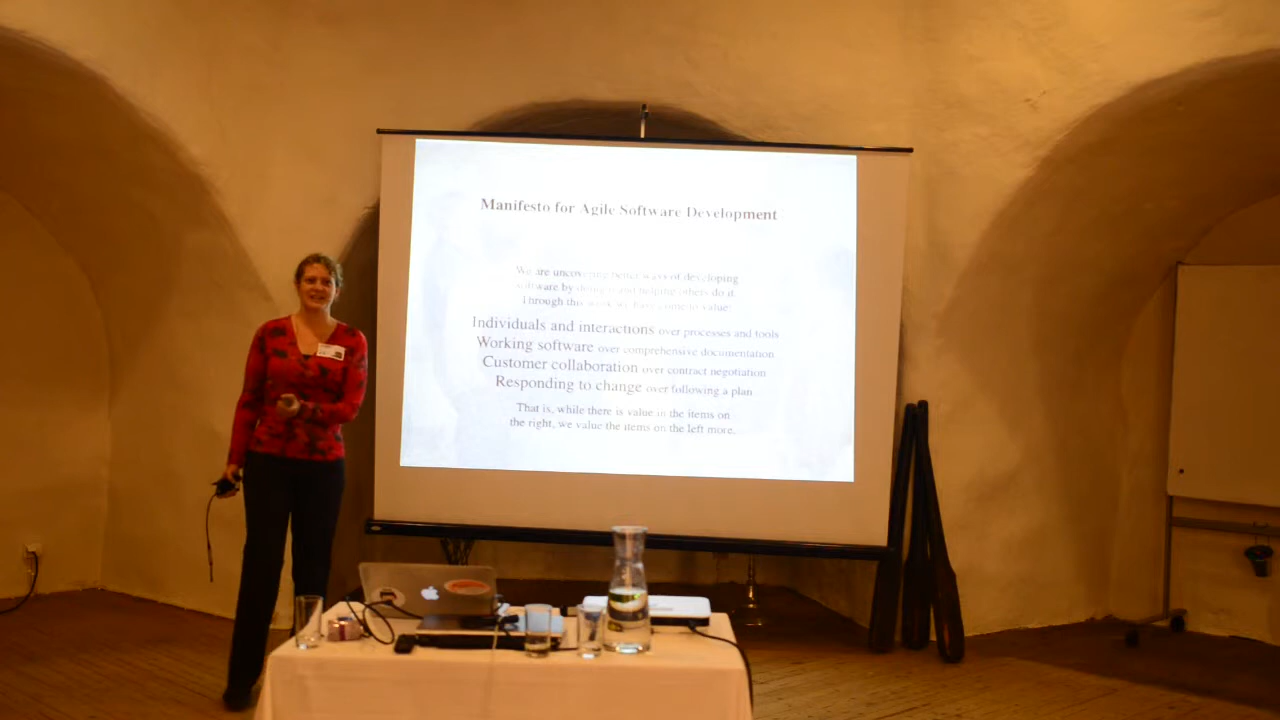 Manifesto for Agile Software Development
We are uncovering better ways of developing
software by doing it and helping others do it.
Through this work we have come to value:
Individuals and interactions over processes and tools
Working software over comprehensive documentation
Customer collaboration over contract negotiation
Responding to change over following a plan
That is, while there is value in the items on
the right, we value the items on the left more.